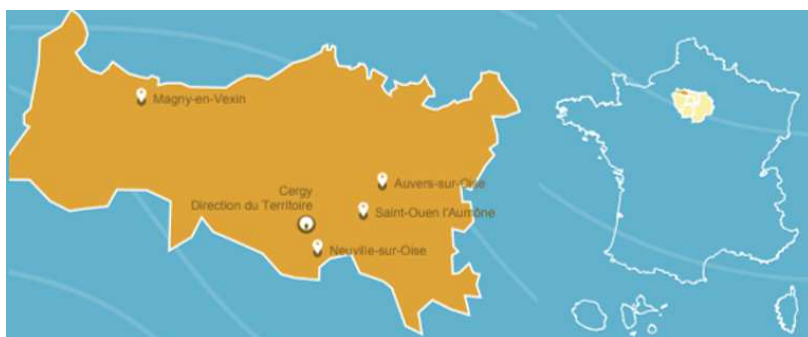 Magny-en-Vexin
Auvers-sur-Oise
Cergy
Direction du Territoire
Saint-Ouen l'Aumône
Neuville-sur-Oise